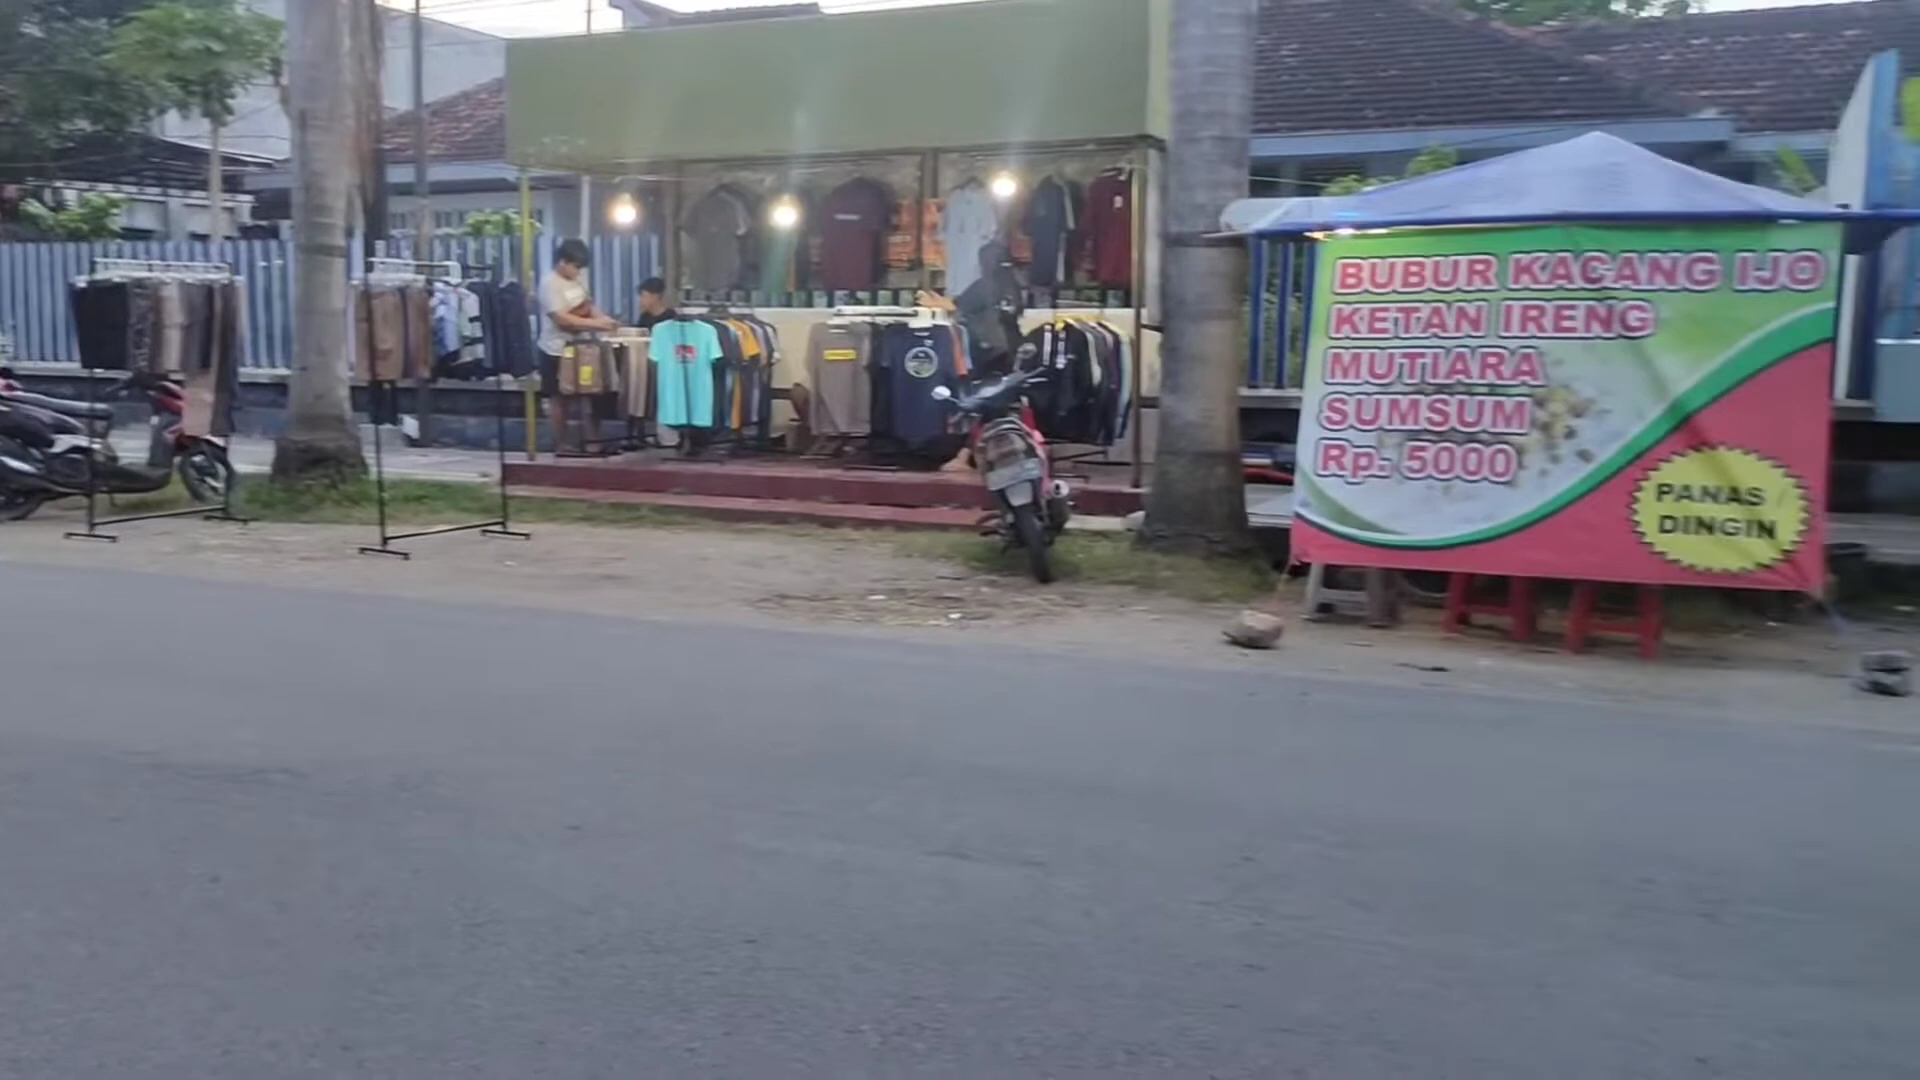 BUBUR KACANG IJO
KETAN IRENG
MUTIARA
SUMSUM
Rp. 5000
PANAS
DINGIN